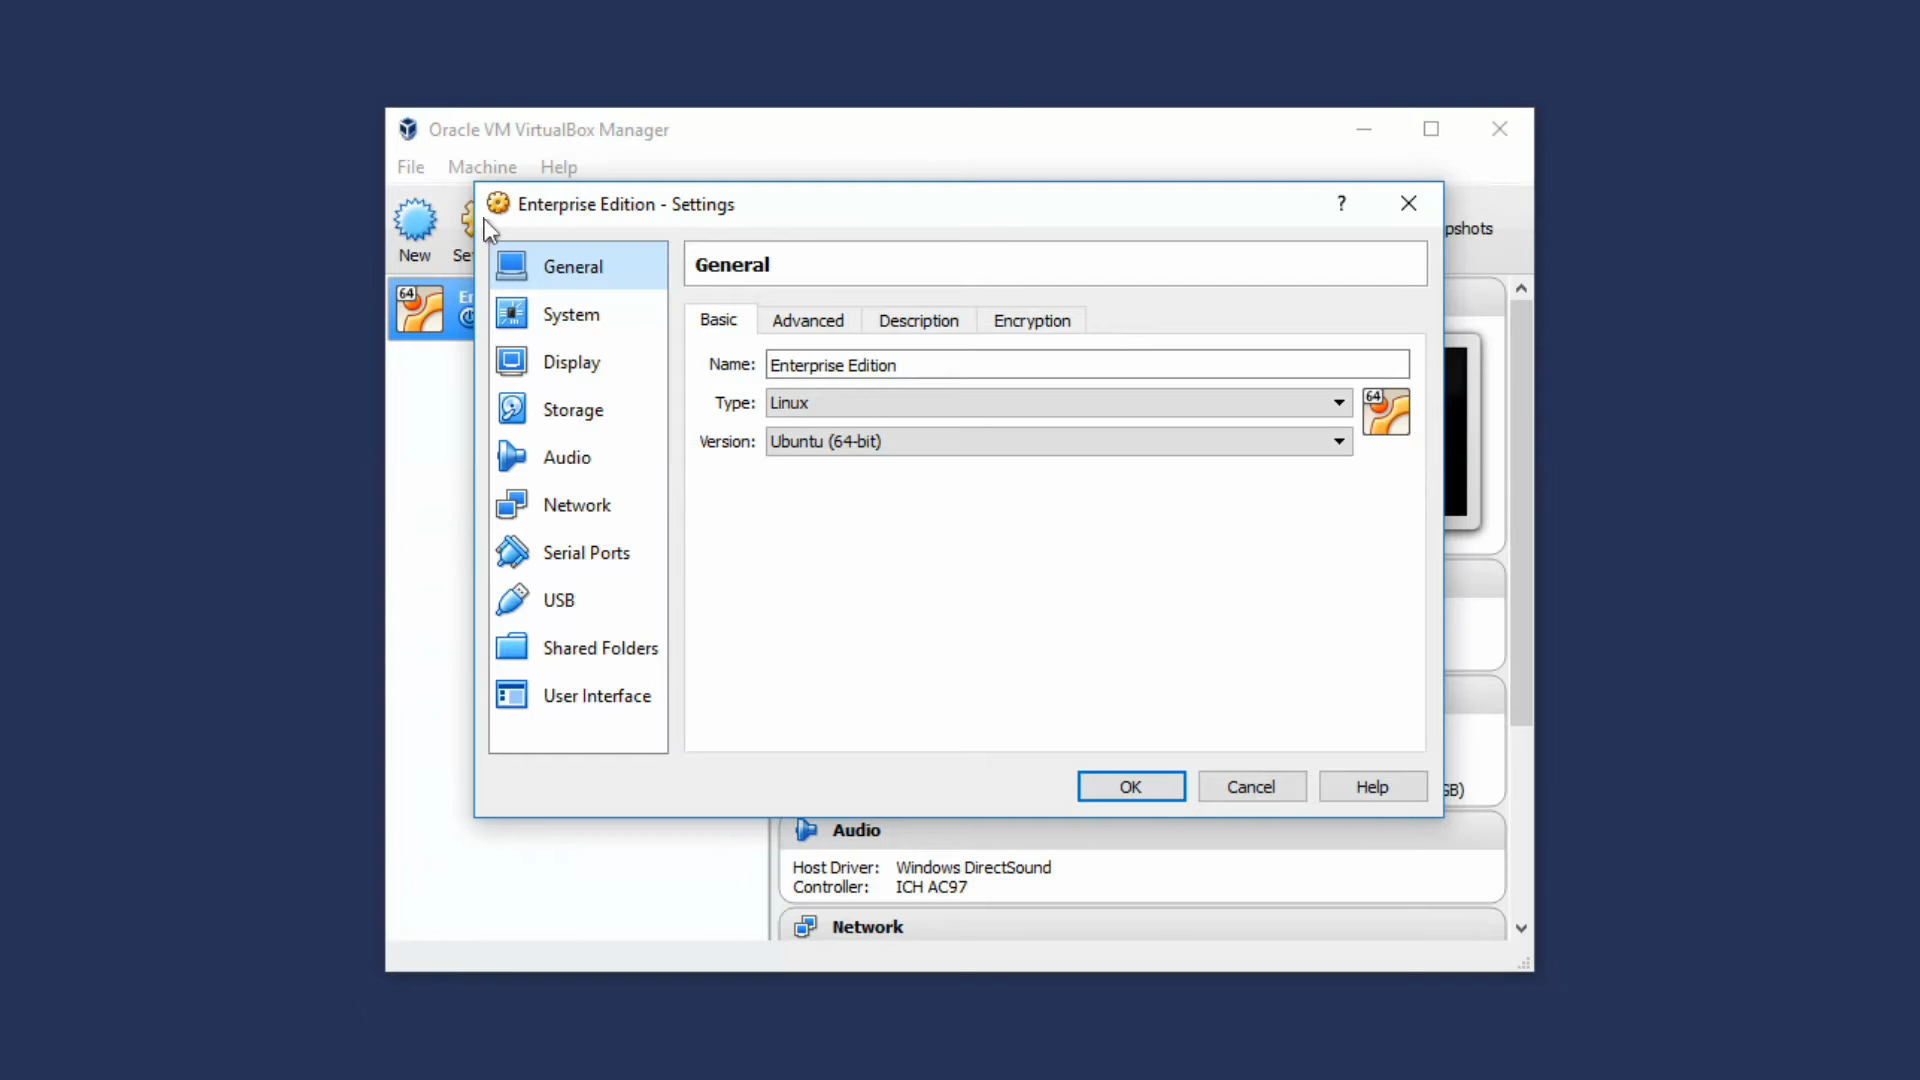 Oracle VM VirtualBox Manager
File Machine Help
Enterprise Edition - Settings ?
New
64
General
System
Display
Storage
Audio
Network
Serial Ports
USB
Shared Folders
User Interface
General
Basic Advanced Description Encryption
Name: Enterprise Edition
Type: Linux
64
Version: Ubuntu (64-bit)
OK Cancel Help
Audio
Host Driver: Windows DirectSound
Controller: ICH AC97
Network